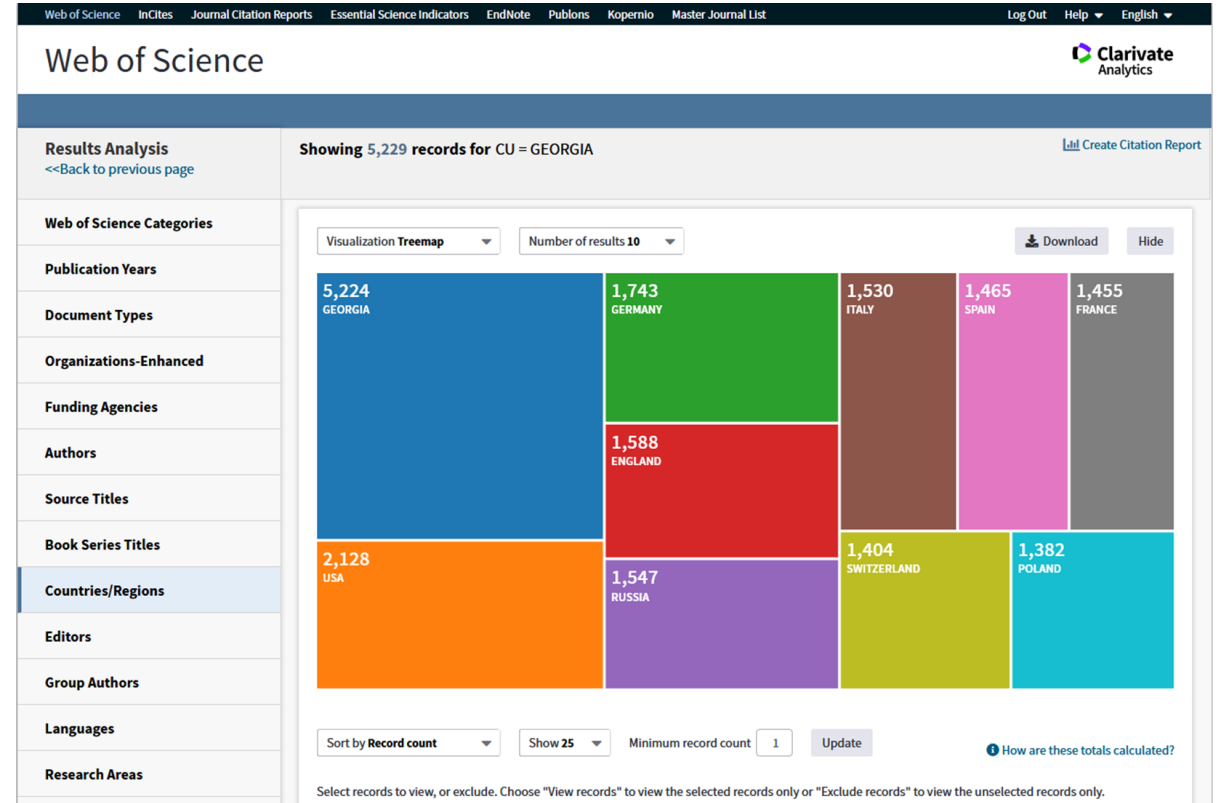 Web of Science InCites Journal Citation Reports Essential Science Indicators EndNote Publons Kopernio Master Journal List Log Out Help English
Web of Science
Clarivate
Analytics
Results Analysis
<<Back to previous page
Showing 5,229 records for CU = GEORGIA
Create Citation Report
Web of Science Categories
Publication Years
Document Types
Organizations-Enhanced
Funding Agencies
Authors
Source Titles
Book Series Titles
Countries/Regions
Editors
Group Authors
Languages
Research Areas
Visualization Treemap Number of results 10 Download Hide
5,224
GEORGIA
1,743
GERMANY
1,530
ITALY
1,465
SPAIN
1,455
FRANCE
1,588
ENGLAND
2,128
USA
1,547
RUSSIA
1,404
SWITZERLAND
1,382
POLAND
Sort by Record count Show 25 Minimum record count 1 Update
How are these totals calculated?
Select records to view, or exclude. Choose "View records" to view the selected records only or "Exclude records" to view the unselected records only.